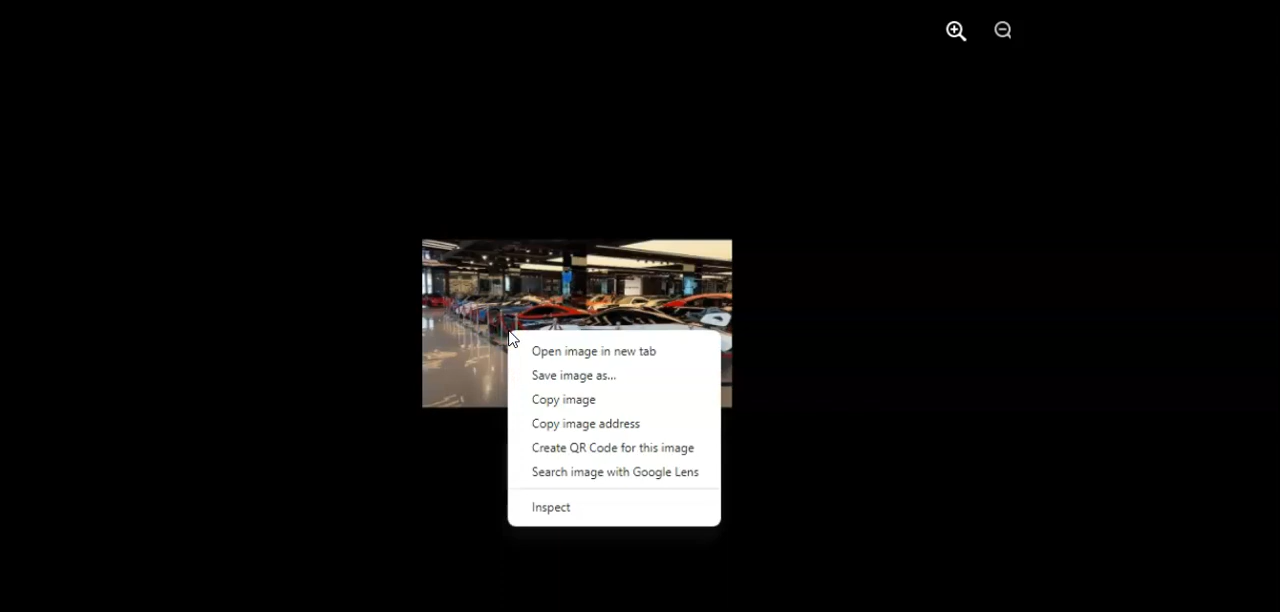 Open image in new tab
Save image as...
Copy image
Copy image address
Create QR Code for this image
Search image with Google Lens
Inspect